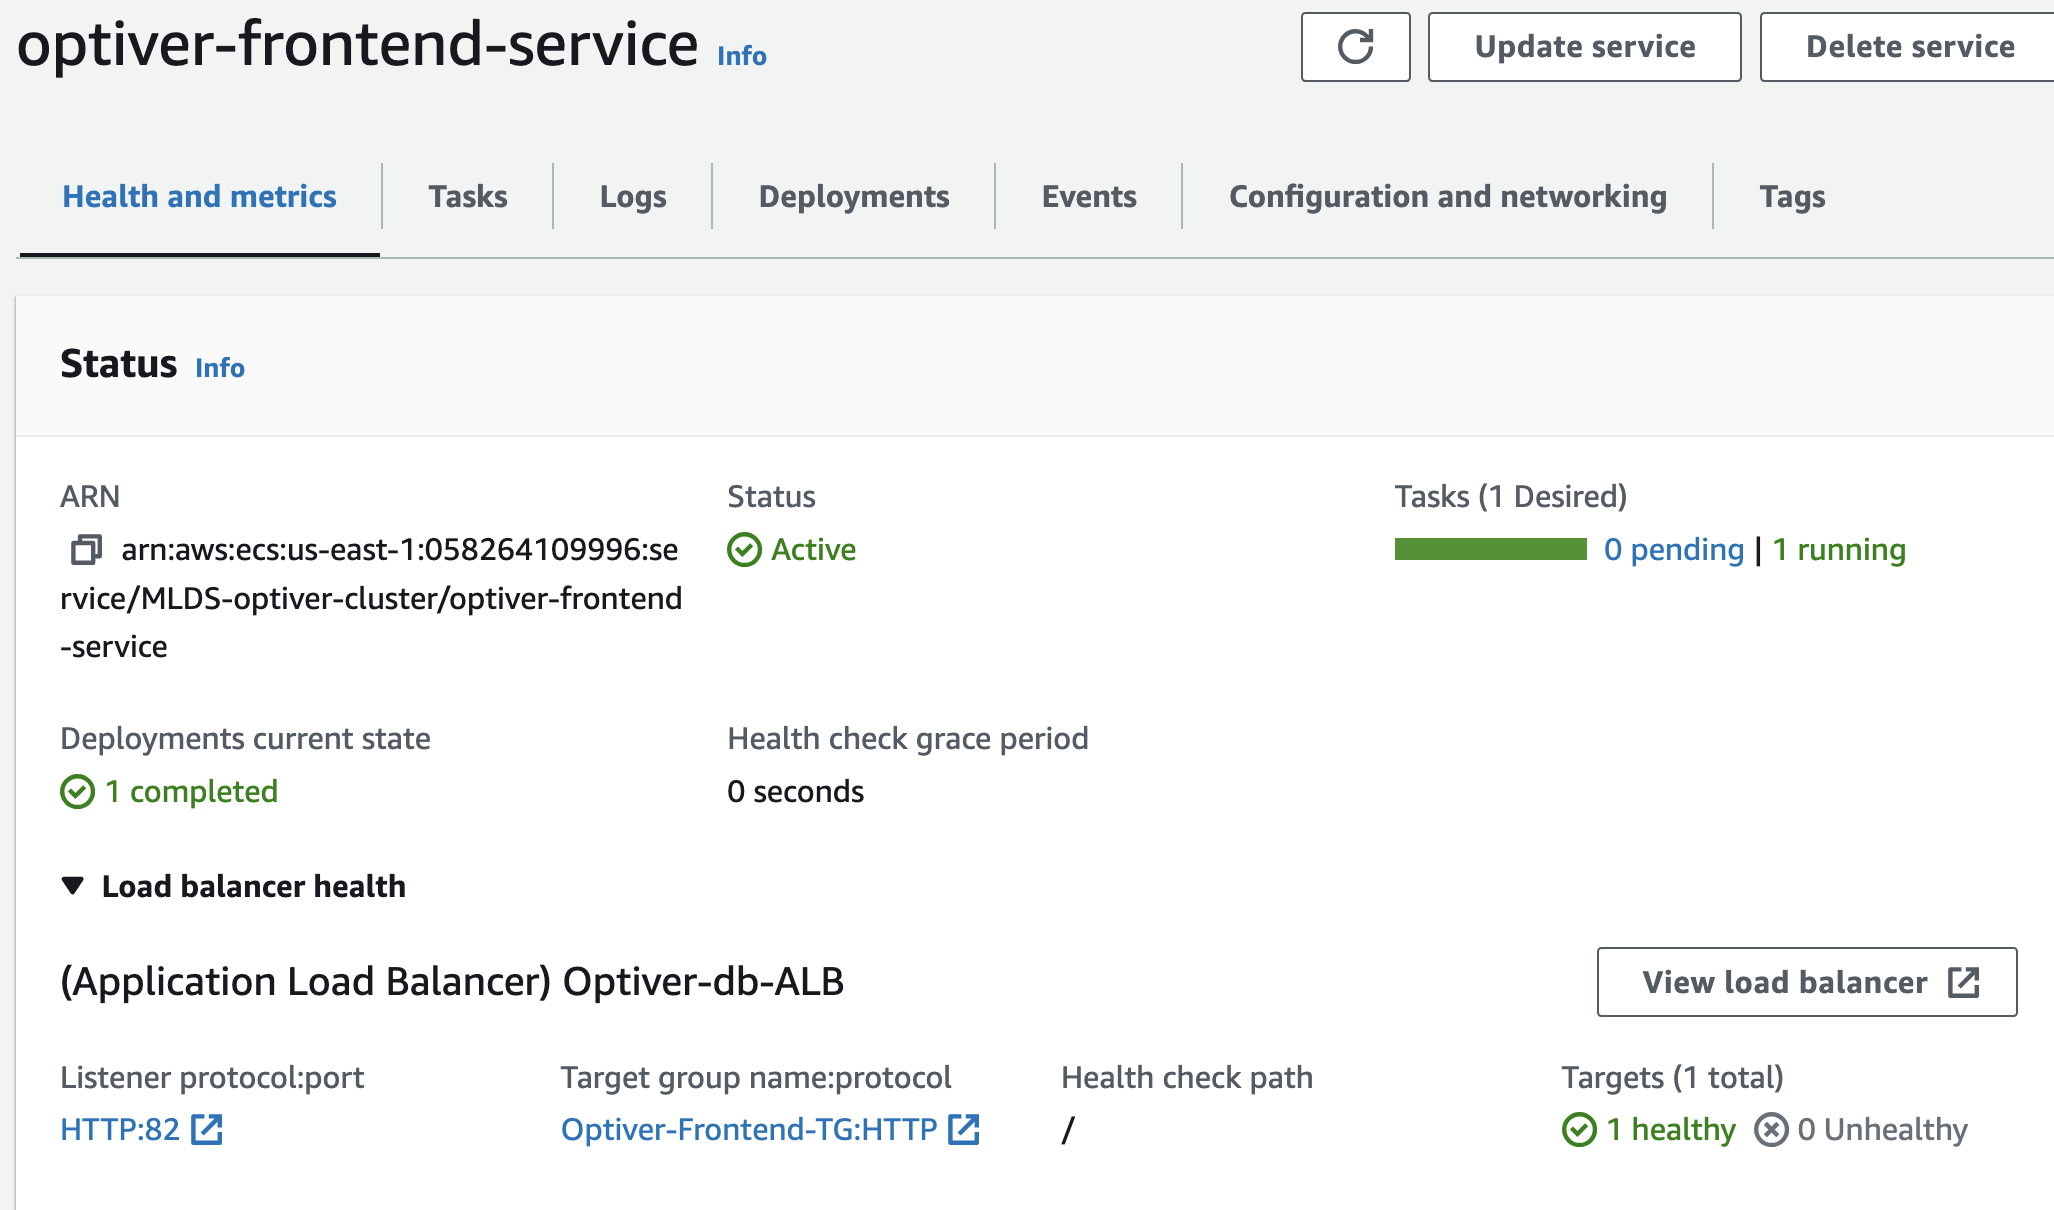 optiver-frontend-service Info
Update service
Delete service
Health and metrics
Tasks
Logs
Deployments
Events
Configuration and networking
Tags
Status Info
ARN
arn:aws:ecs:us-east-1:058264109996:se
rvice/MLDS-optiver-cluster/optiver-frontend
-service
Status
Active
Tasks (1 Desired)
0 pending | 1 running
Deployments current state
1 completed
Health check grace period
0 seconds
Load balancer health
(Application Load Balancer) Optiver-db-ALB
View load balancer
Listener protocol:port
HTTP:82
Target group name:protocol
Optiver-Frontend-TG:HTTP
Health check path
/
Targets (1 total)
1 healthy 0 Unhealthy